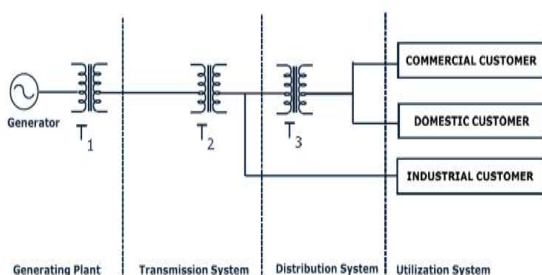 COMMERCIAL CUSTOMER
Generator
T1
T2
T3
DOMESTIC CUSTOMER
INDUSTRIAL CUSTOMER
Generating Plant
Transmission System
Distribution System
Utilization System